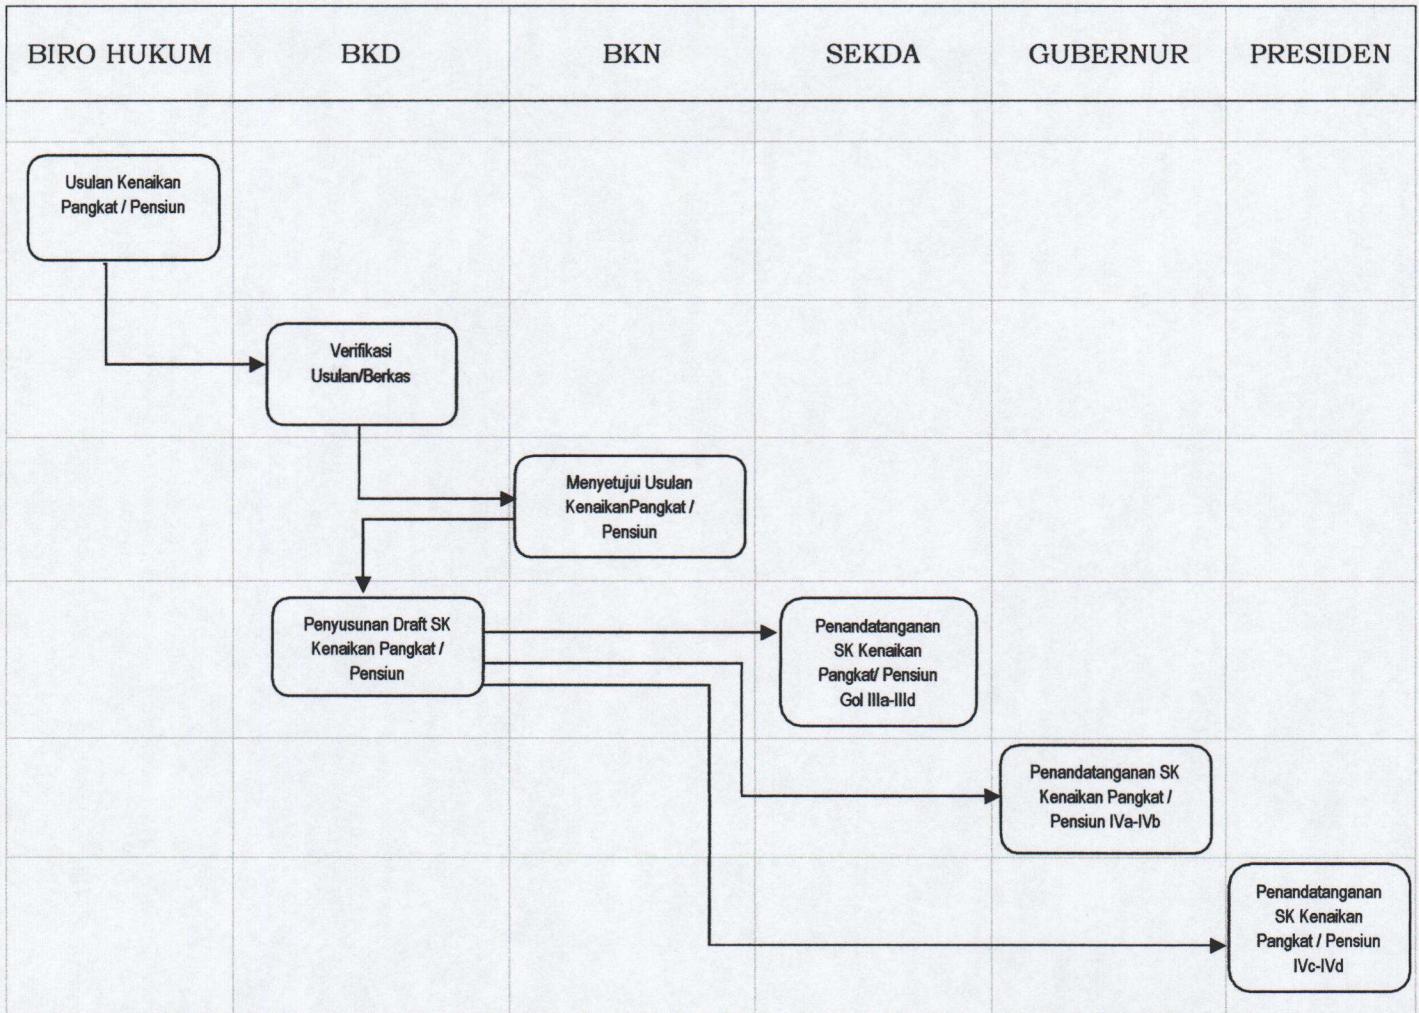 BIRO HUKUM
BKD
BKN
SEKDA
GUBERNUR
PRESIDEN
Usulan Kenaikan
Pangkat / Pensiun
Verifikasi
Usulan/Berkas
Menyetujui Usulan
KenaikanPangkat /
Pensiun
Penyusunan Draft SK
Kenaikan Pangkat /
Pensiun
Penandatanganan
SK Kenaikan
Pangkat/ Pensiun
Gol IIIa-IIId
Penandatanganan SK
Kenaikan Pangkat /
Pensiun IVa-IVb
Penandatanganan
SK Kenaikan
Pangkat / Pensiun
IVc-IVd